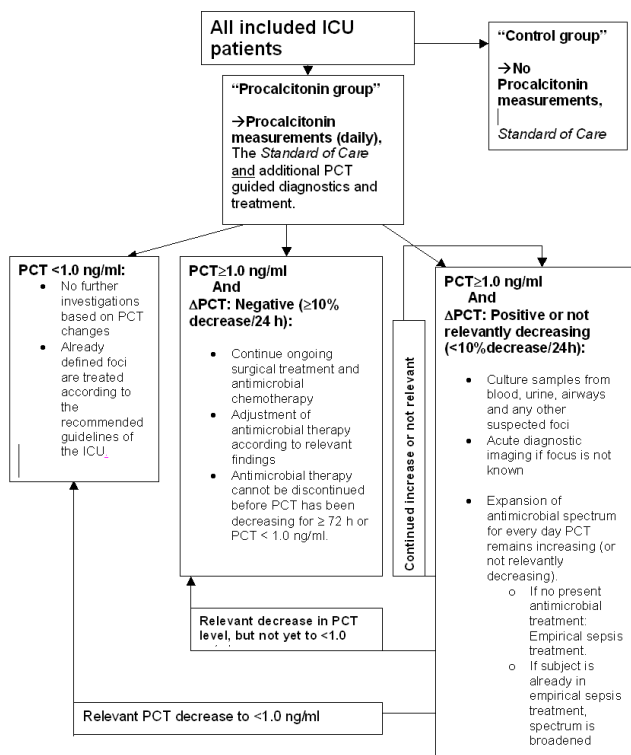 All included ICU
patients
“Control group”
→No
Procalcitonin
measurements,
Standard of Care
“Procalcitonin group”
→Procalcitonin
measurements (daily),
The Standard of Care
and additional PCT
guided diagnostics and
treatment.
PCT <1.0 ng/ml:
• No further
investigations
based on PCT
changes
• Already
defined foci
are treated
according to
the
recommended
guidelines of
the ICU.
PCT≥1.0 ng/ml
And
ΔPCT: Negative (≥10%
decrease/24 h):
• Continue ongoing
surgical treatment and
antimicrobial
chemotherapy
• Adjustment of
antimicrobial therapy
according to relevant
findings
• Antimicrobial therapy
cannot be discontinued
before PCT has been
decreasing for ≥ 72 h or
PCT < 1.0 ng/ml.
Continued increase or not relevant
PCT≥1.0 ng/ml
And
ΔPCT: Positive or not
relevantly decreasing
(<10%decrease/24h):
• Culture samples from
blood, urine, airways
and any other
suspected foci
• Acute diagnostic
imaging if focus is not
known
• Expansion of
antimicrobial spectrum
for every day PCT
remains increasing (or
not relevantly
decreasing).
o If no present
antimicrobial
treatment:
Empirical sepsis
treatment.
o If subject is
already in
empirical sepsis
treatment,
spectrum is
broadened
Relevant decrease in PCT
level, but not yet to <1.0
Relevant PCT decrease to <1.0 ng/ml